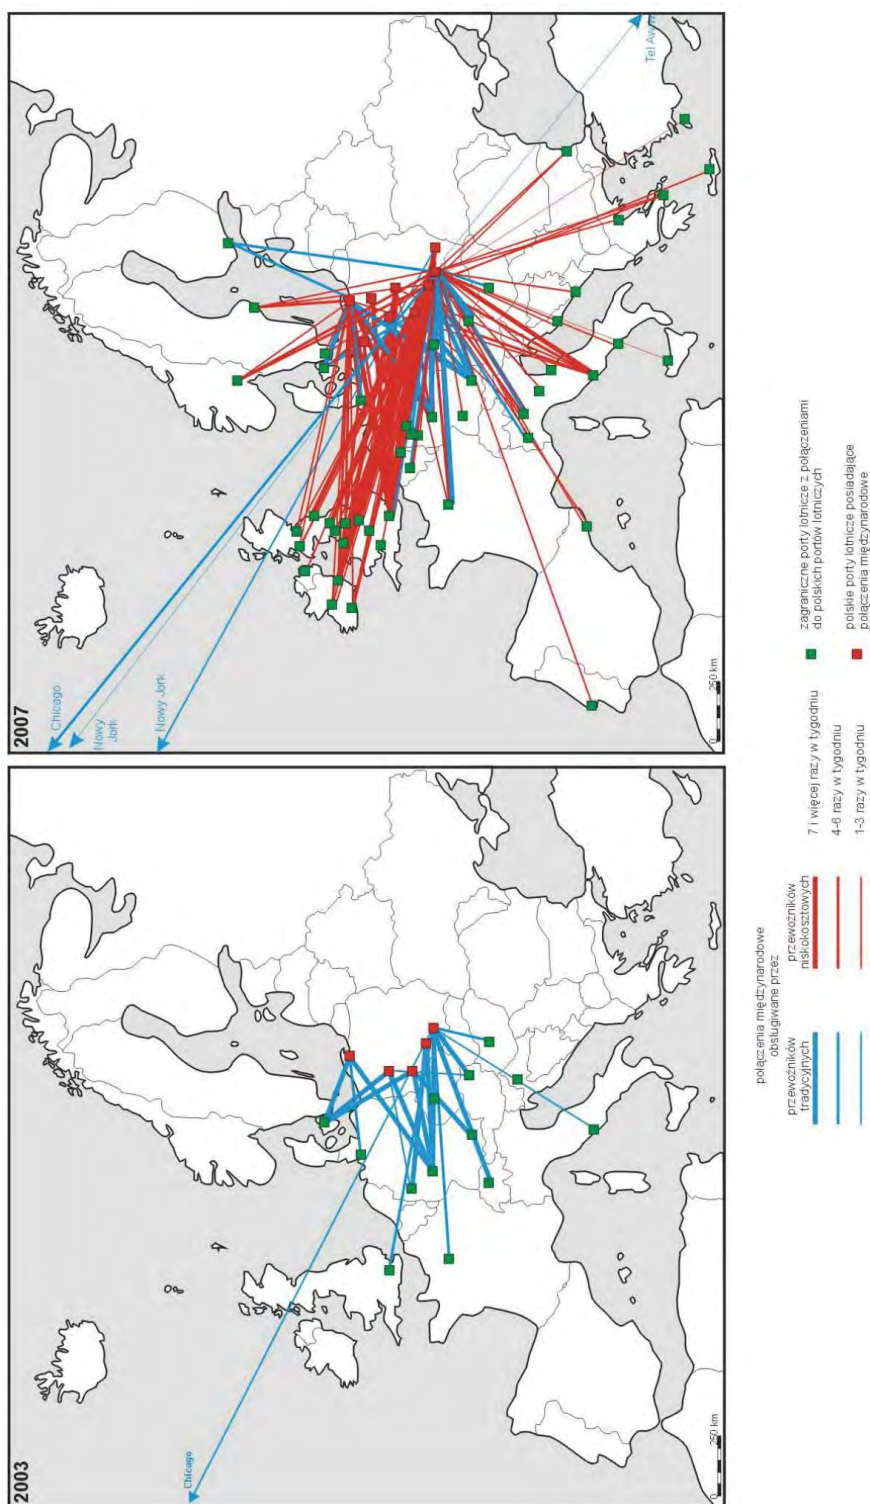 2003
Chicago
0
250 km
2007
Chicago
Nowy
Jork
Nowy Jork
Tel Awiw
0
250 km
połączenia międzynarodowe
obsługiwane przez
przewoźników
tradycyjnych
przewoźników
niskokosztowych
7 i więcej razy w tygodniu
4-6 razy w tygodniu
1-3 razy w tygodniu
zagraniczne porty lotnicze z połączeniami
do polskich portów lotniczych
polskie porty lotnicze posiadające
połączenia międzynarodowe